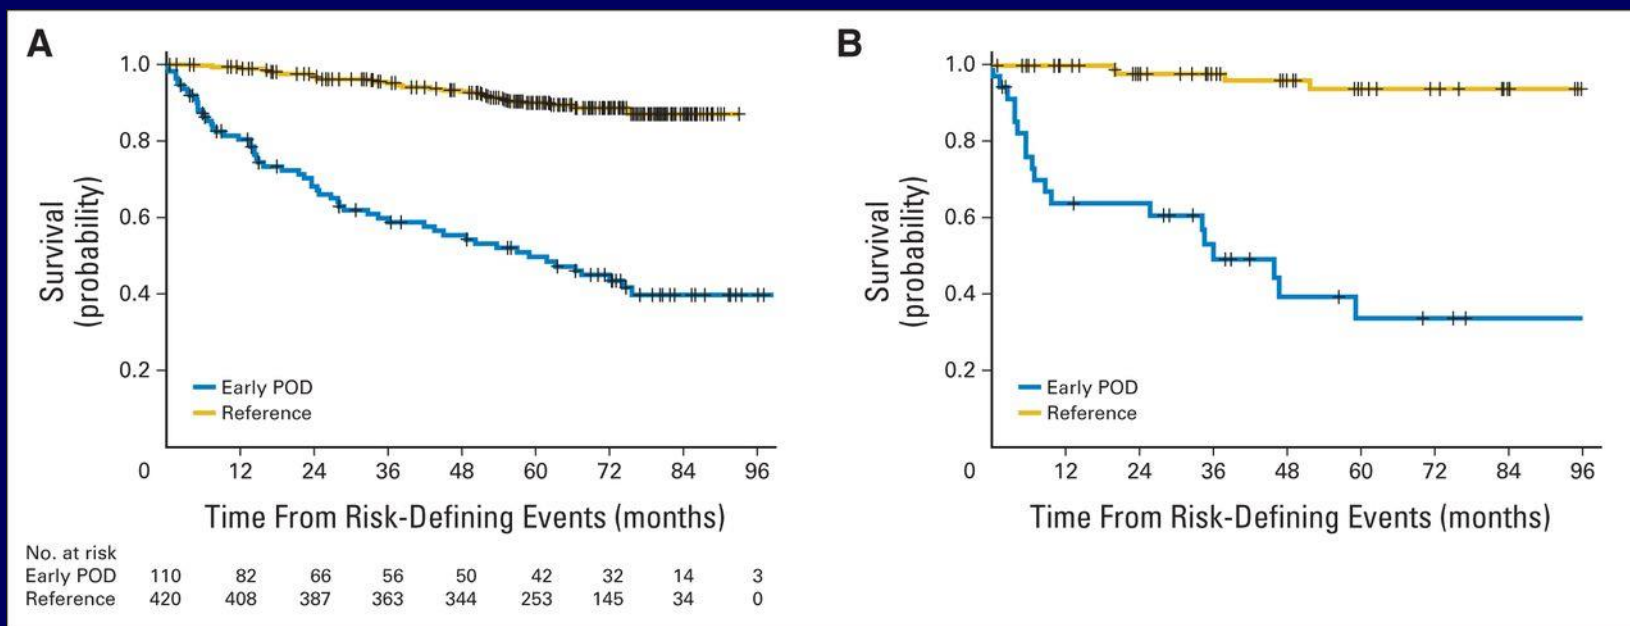 A
1.0
0.8
0.6
0.4
0.2
Survival
(probability)
Early POD
Reference
0 12 24 36 48 60 72 84 96
Time From Risk-Defining Events (months)
No. at risk
Early POD 110 82 66 56 50 42 32 14 3
Reference 420 408 387 363 344 253 145 34 0
B
1.0
0.8
0.6
0.4
0.2
Survival
(probability)
Early POD
Reference
0 12 24 36 48 60 72 84 96
Time From Risk-Defining Events (months)